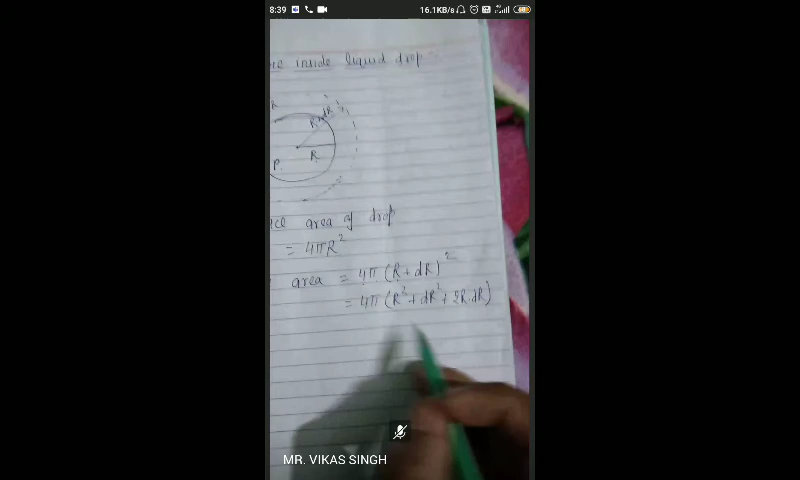 8:39 16.1KB/s
inside liquid drop
R+dR
R
P
area of drop
= 4πR²
area = 4π (R+dR)²
= 4π (R²+dR²+2R.dR)
MR. VIKAS SINGH